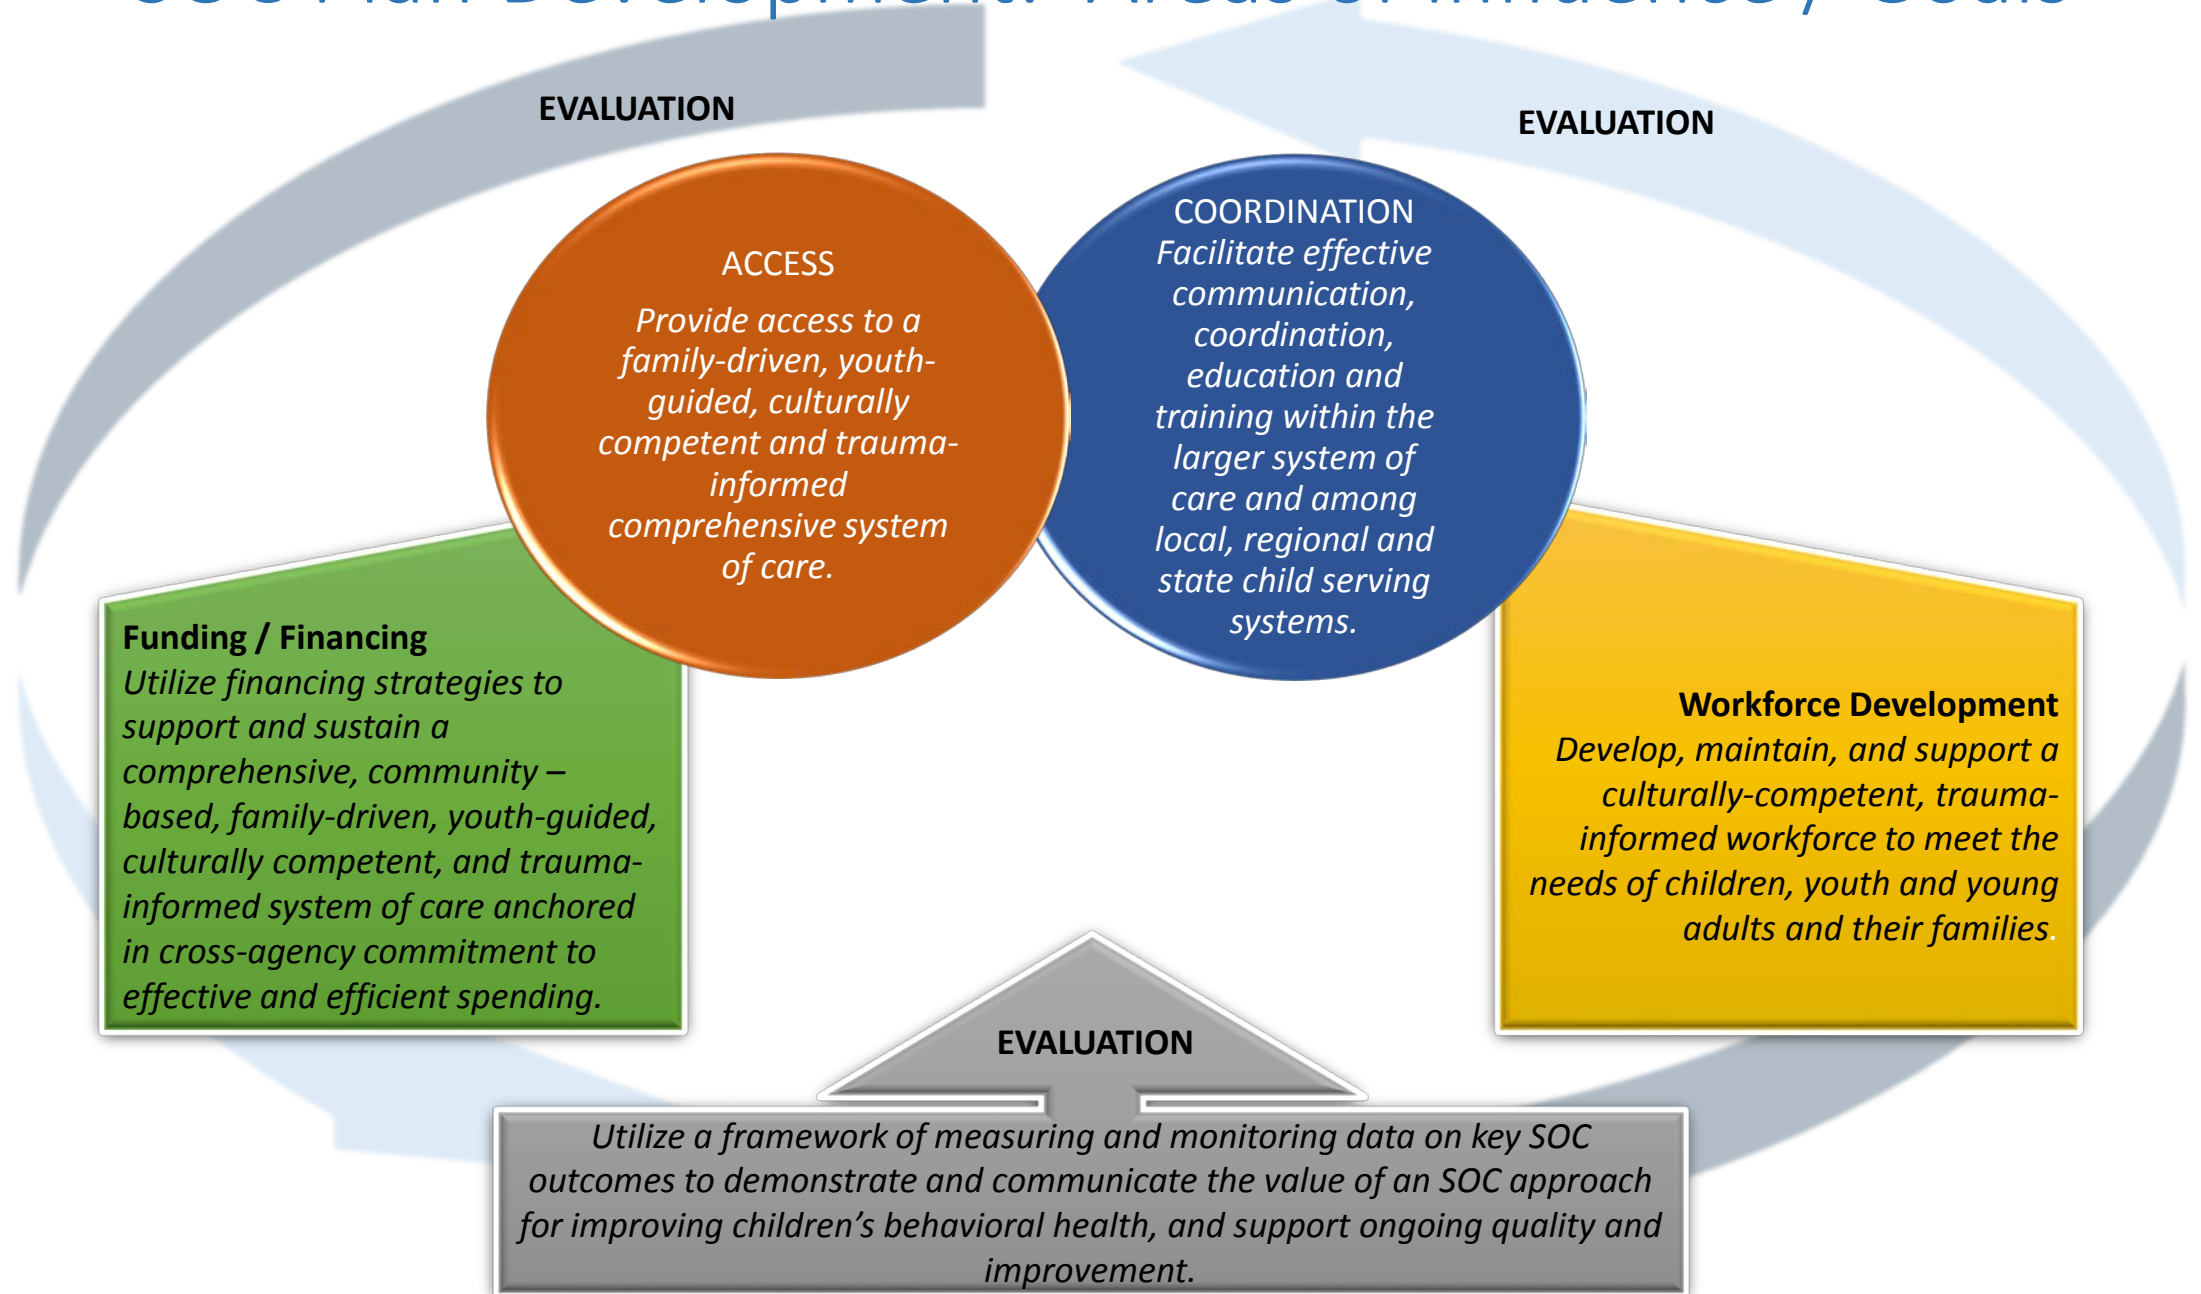 SOC Plan Development: Areas of Influence / Goals
EVALUATION
EVALUATION
ACCESS
Provide access to a
family-driven, youth-
guided, culturally
competent and trauma-
informed
comprehensive system
of care.
COORDINATION
Facilitate effective
communication,
coordination,
education and
training within the
larger system of
care and among
local, regional and
state child serving
systems.
Funding / Financing
Utilize financing strategies to
support and sustain a
comprehensive, community –
based, family-driven, youth-guided,
culturally competent, and trauma-
informed system of care anchored
in cross-agency commitment to
effective and efficient spending.
Workforce Development
Develop, maintain, and support a
culturally-competent, trauma-
informed workforce to meet the
needs of children, youth and young
adults and their families.
EVALUATION
Utilize a framework of measuring and monitoring data on key SOC
outcomes to demonstrate and communicate the value of an SOC approach
for improving children’s behavioral health, and support ongoing quality and
improvement.